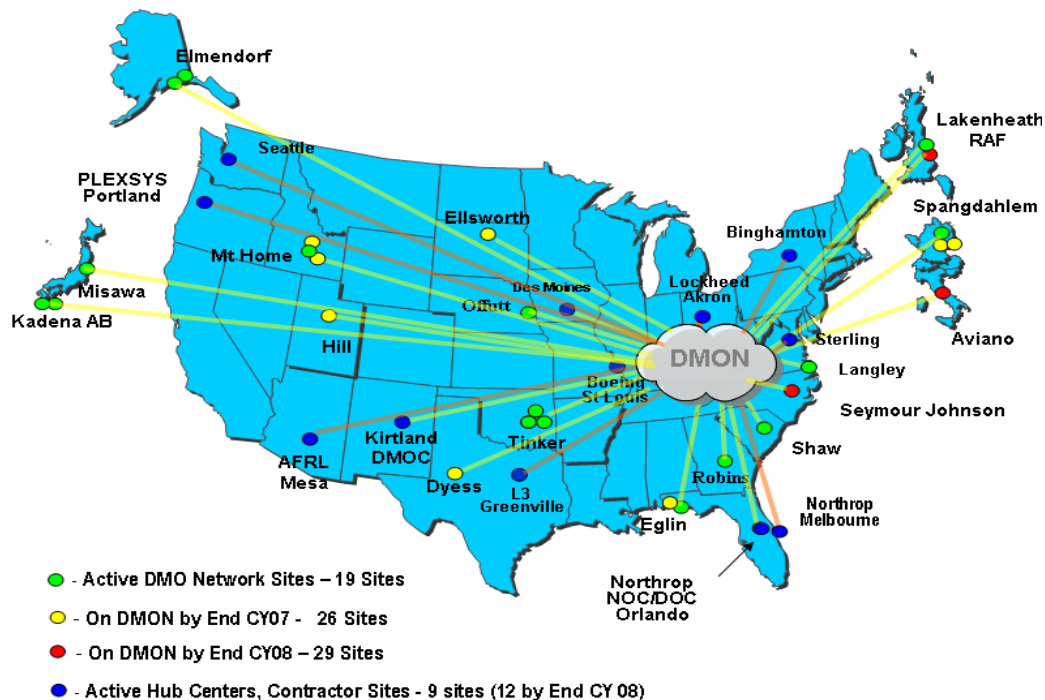 Elmendorf
Lakenheath
RAF
Seattle
PLEXSYS
Portland
Spangdahlem
Ellsworth
Binghamton
Mt Home
Lockheed
Akron
Misawa
Des Moines
Kadena AB
Offutt
Sterling
Aviano
Hill
DMON
Langley
Boeing
St Louis
Seymour Johnson
Kirtland
DMOC
Tinker
Shaw
AFRL
Mesa
Dyess
L3
Greenville
Robins
Northrop
Melbourne
Eglin
Northrop
NOC/DOC
Orlando
- Active DMO Network Sites – 19 Sites
- On DMON by End CY07 - 26 Sites
- On DMON by End CY08 – 29 Sites
- Active Hub Centers, Contractor Sites - 9 sites (12 by End CY 08)